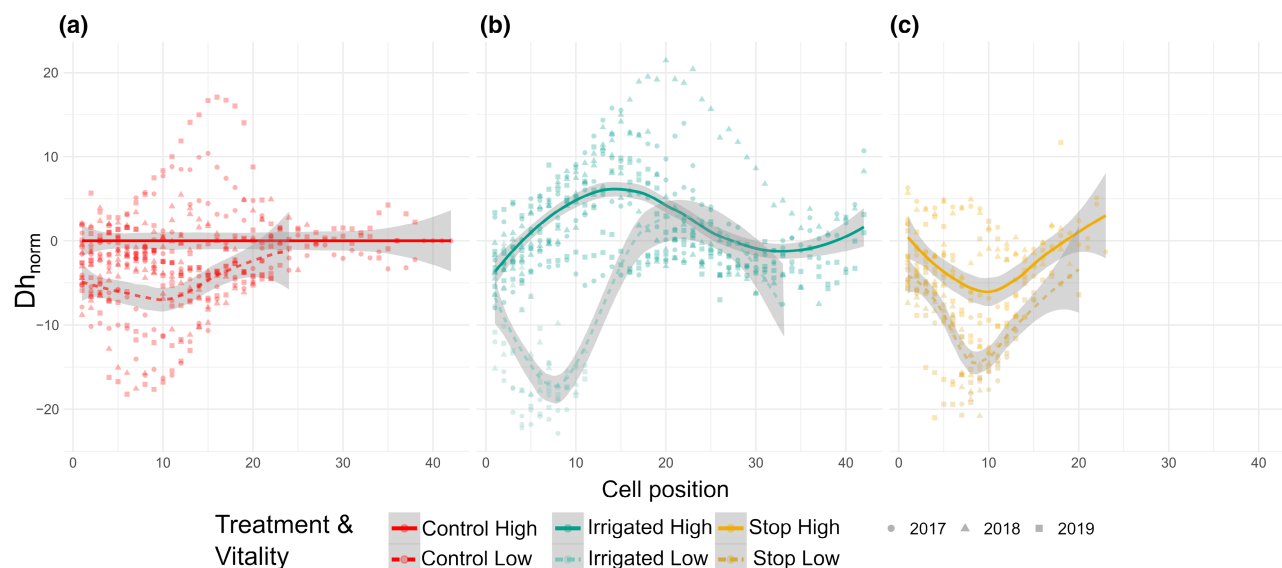 (a) (b) (c)
20
10
0
−10
−20
Dhnorm
0 10 20 30 40 0 10 20 30 40 0 10 20 30 40
Cell position
Treatment &
Vitality
Control High Irrigated High Stop High 2017 2018 2019
Control Low Irrigated Low Stop Low